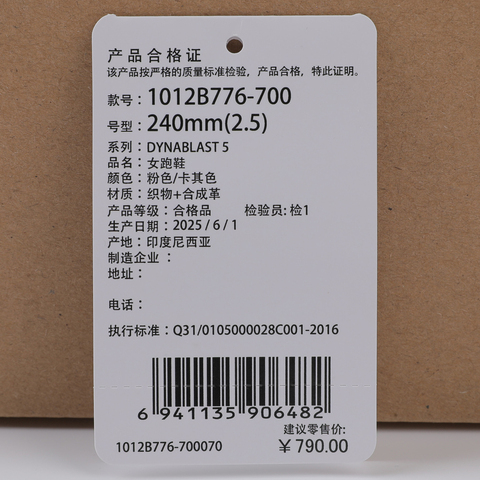 产品合格证
该产品按严格的质量标准检验，产品合格，特此证明。
款号：1012B776-700
号型：240mm(2.5)
系列：DYNABLAST 5
品名：女跑鞋
颜色：粉色/卡其色
材质：织物+合成革
产品等级：合格品 检验员: 检1
生产日期：2025 / 6 / 1
产地：印度尼西亚
制造企业：
地址：
电话：
执行标准：Q31/0105000028C001-2016
6 941135 906482
建议零售价:
￥790.00
1012B776-700070